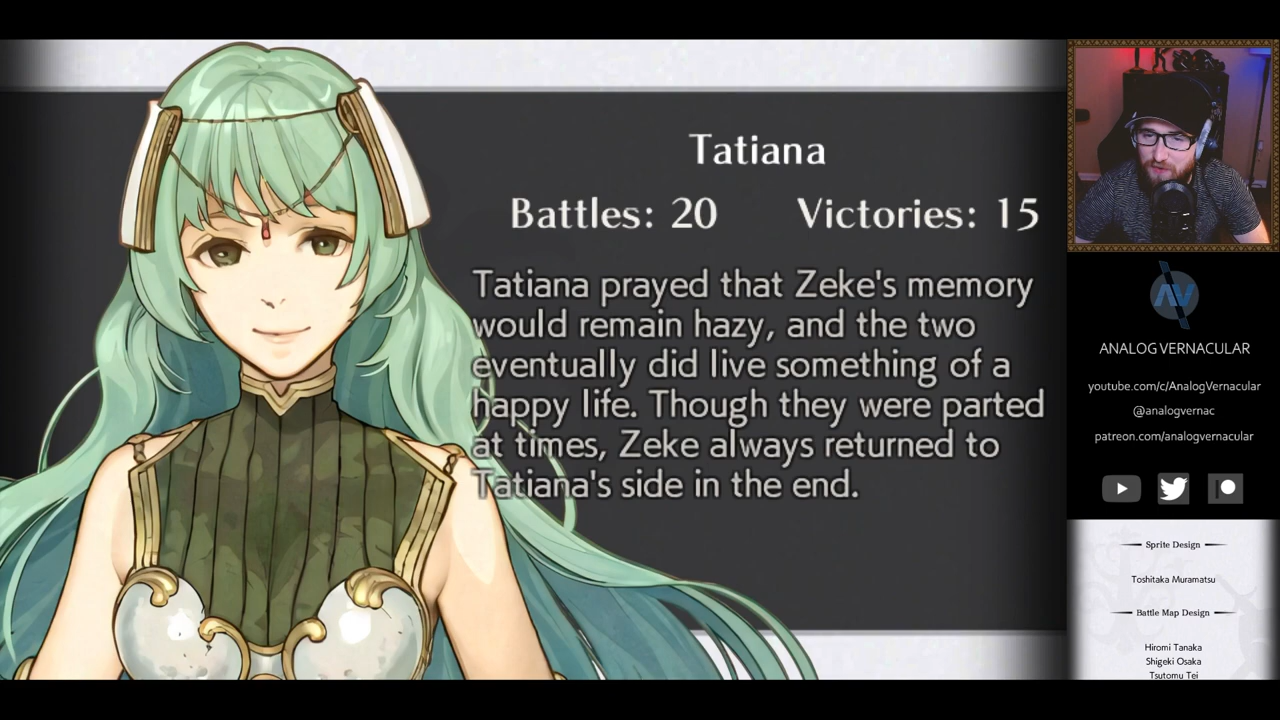 Tatiana
Battles: 20 Victories: 15
Tatiana prayed that Zeke's memory
would remain hazy, and the two
eventually did live something of a
happy life. Though they were parted
at times, Zeke always returned to
Tatiana's side in the end.
AV
ANALOG VERNACULAR
youtube.com/c/AnalogVernacular
@analogvernac
patreon.com/analogvernacular
Sprite Design
Toshitaka Muramatsu
Battle Map Design
Hiromi Tanaka
Shigeki Osaka
Tsutomu Tei